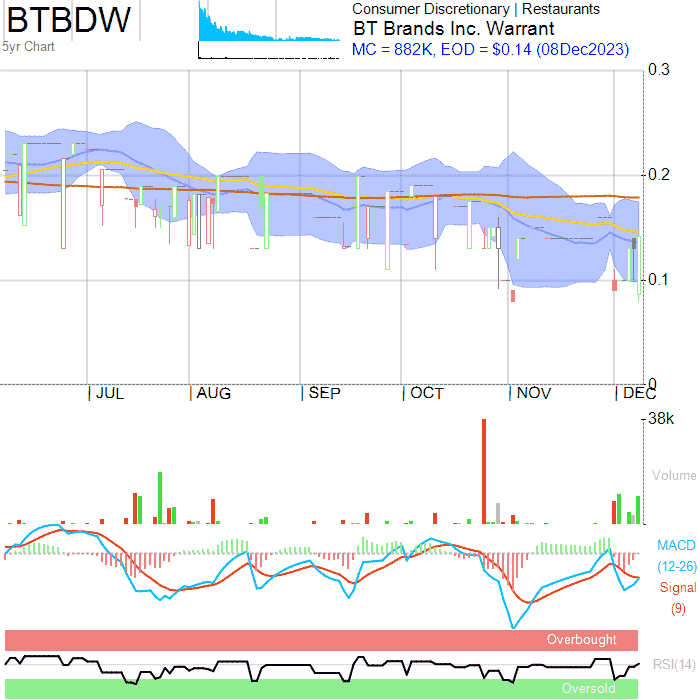 BTBDW
5yr Chart
Consumer Discretionary | Restaurants
BT Brands Inc. Warrant
MC = 882K, EOD = $0.14 (08Dec2023)
0.3
0.2
0.1
0
| JUL | AUG | SEP | OCT | NOV | DEC
38K
Volume
MACD
(12-26)
Signal
(9)
Overbought
RSI(14)
Oversold